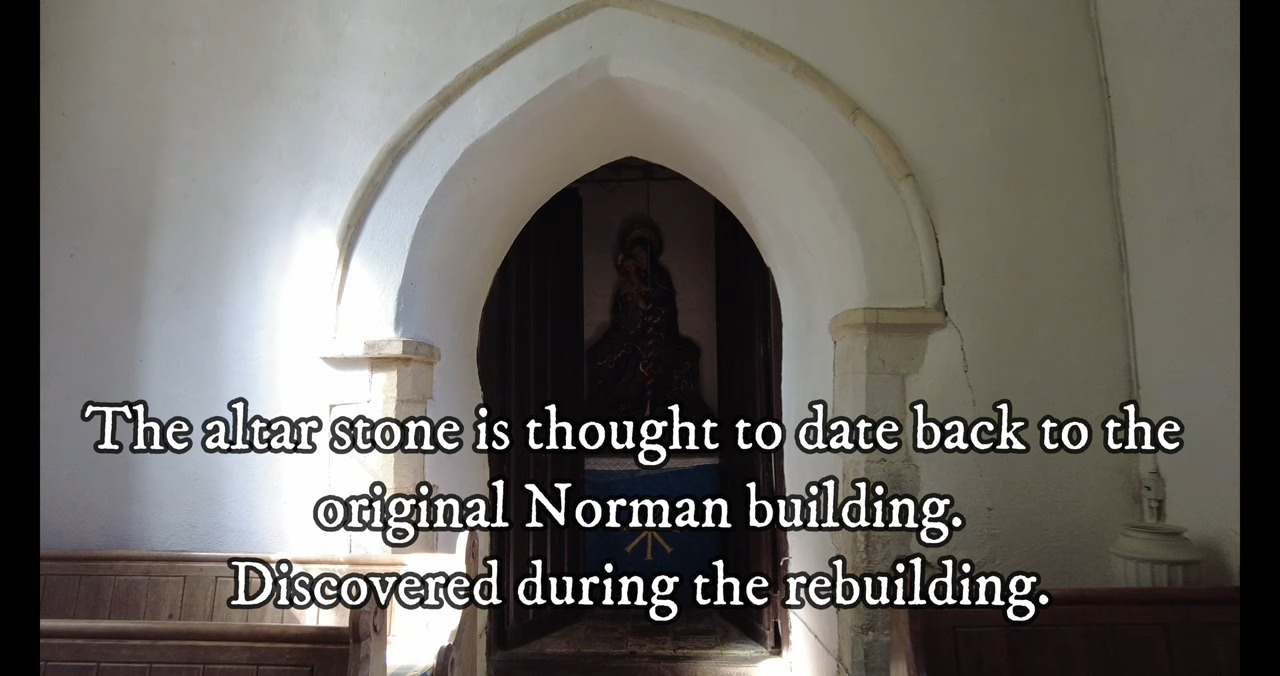 The altar stone is thought to date back to the
original Norman building.
Discovered during the rebuilding.